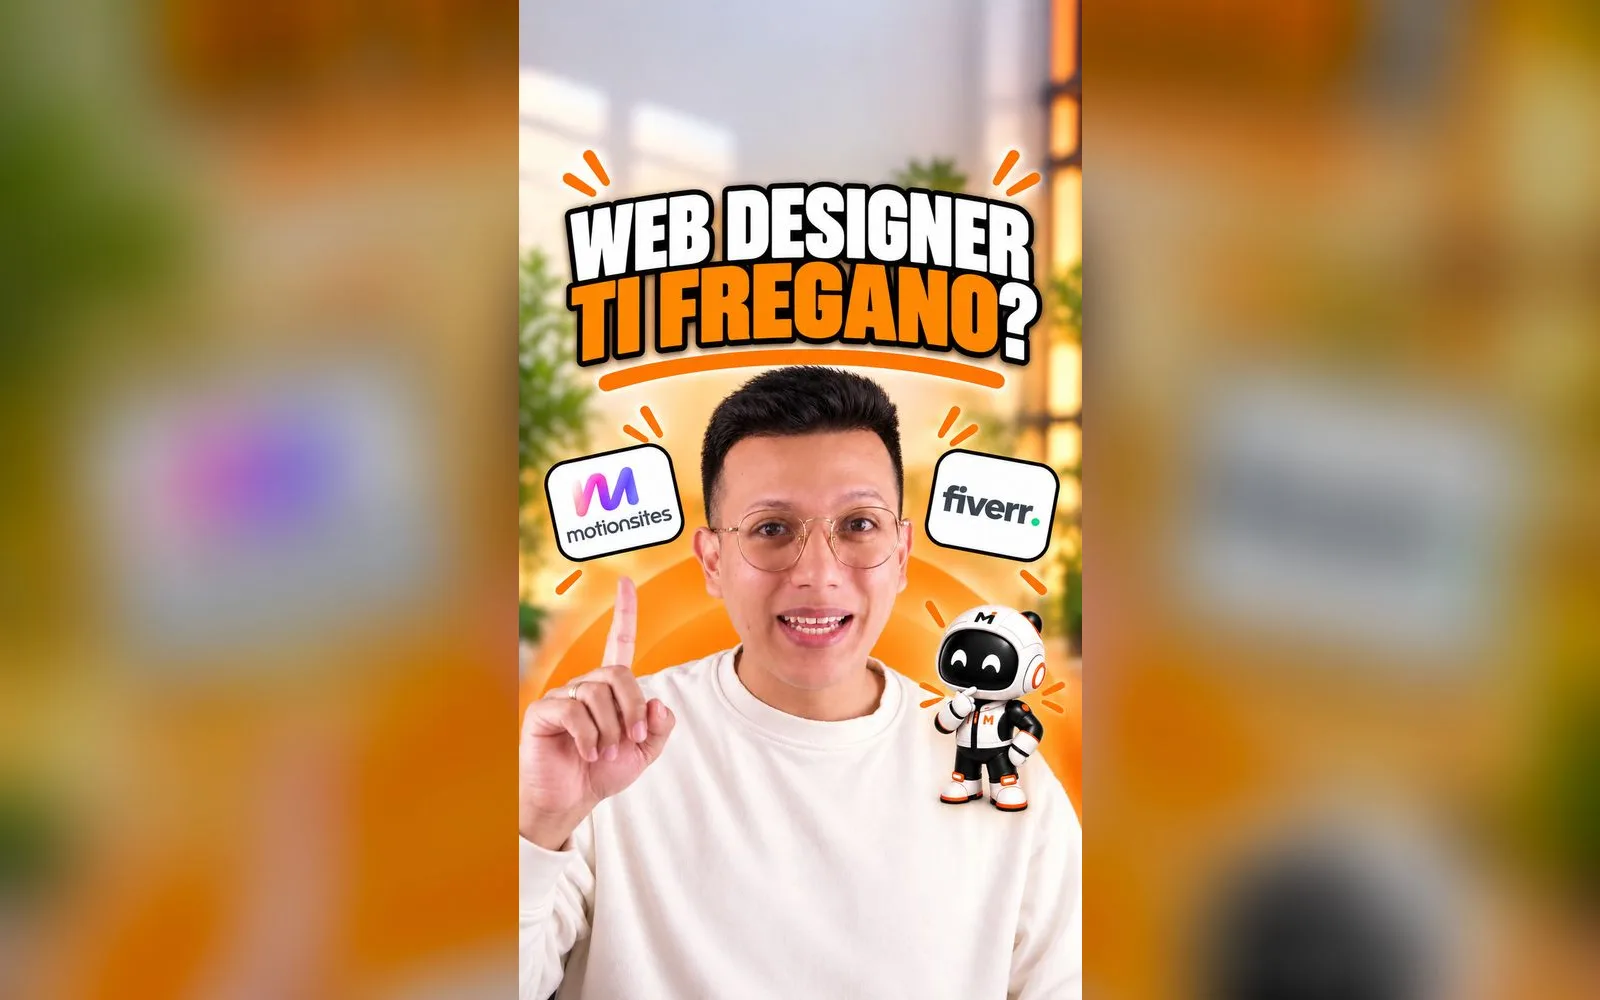 WEB DESIGNER
TI FREGANO?
motionsites
fiverr.
M
M